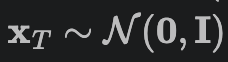 𝐱_T ∼ 𝒩(𝟎, 𝐈)